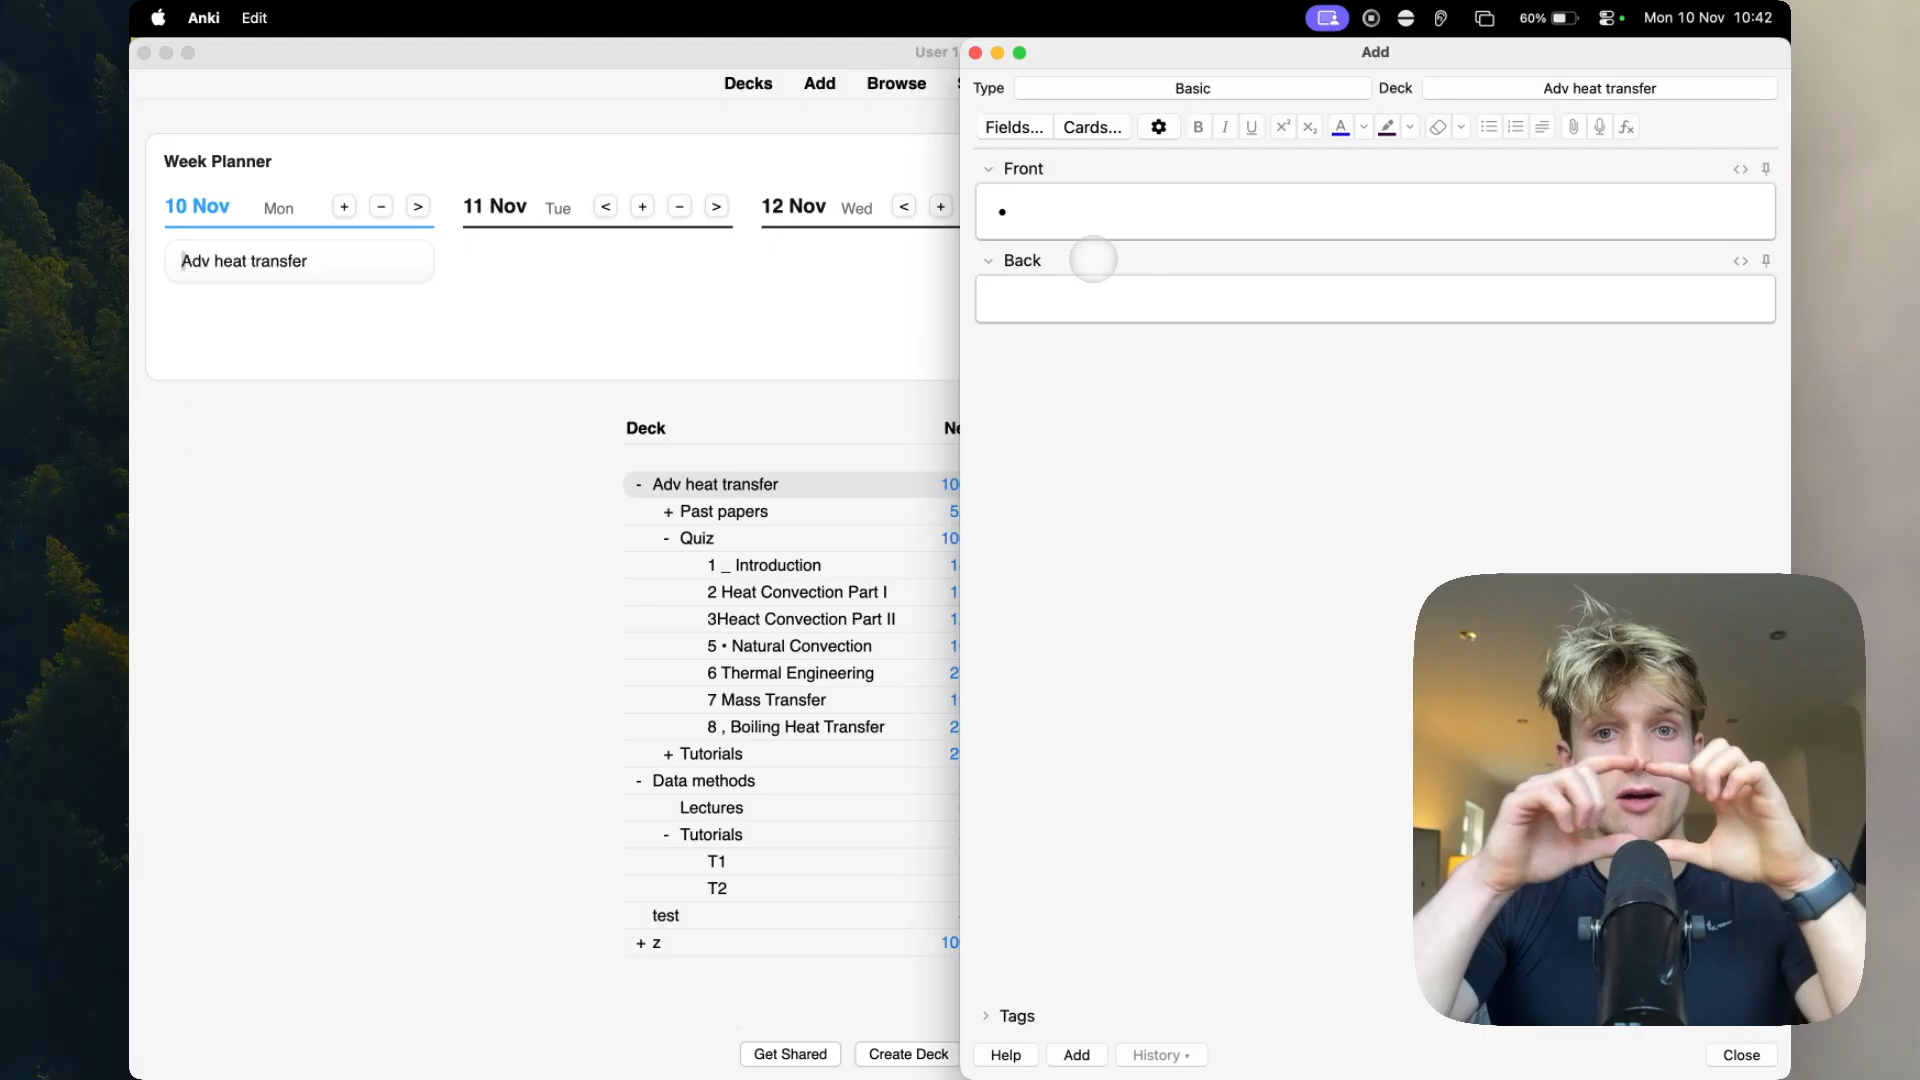 Anki Edit
60% Mon 10 Nov 10:42
User 1
Add
Decks Add Browse
Type Basic Deck Adv heat transfer
Fields... Cards... B I U x² x₂ A fx
Week Planner
10 Nov Mon + − >
11 Nov Tue < + − >
12 Nov Wed < +
Adv heat transfer
Front
•
Back
Deck Ne
- Adv heat transfer 10
+ Past papers 5
- Quiz 10
1 _ Introduction 1
2 Heat Convection Part I 1
3Heact Convection Part II 1
5 • Natural Convection 1
6 Thermal Engineering 2
7 Mass Transfer 1
8 , Boiling Heat Transfer 2
+ Tutorials 2
- Data methods
Lectures
- Tutorials
T1
T2
test
+ z 10
Get Shared Create Deck
> Tags
Help Add History Close